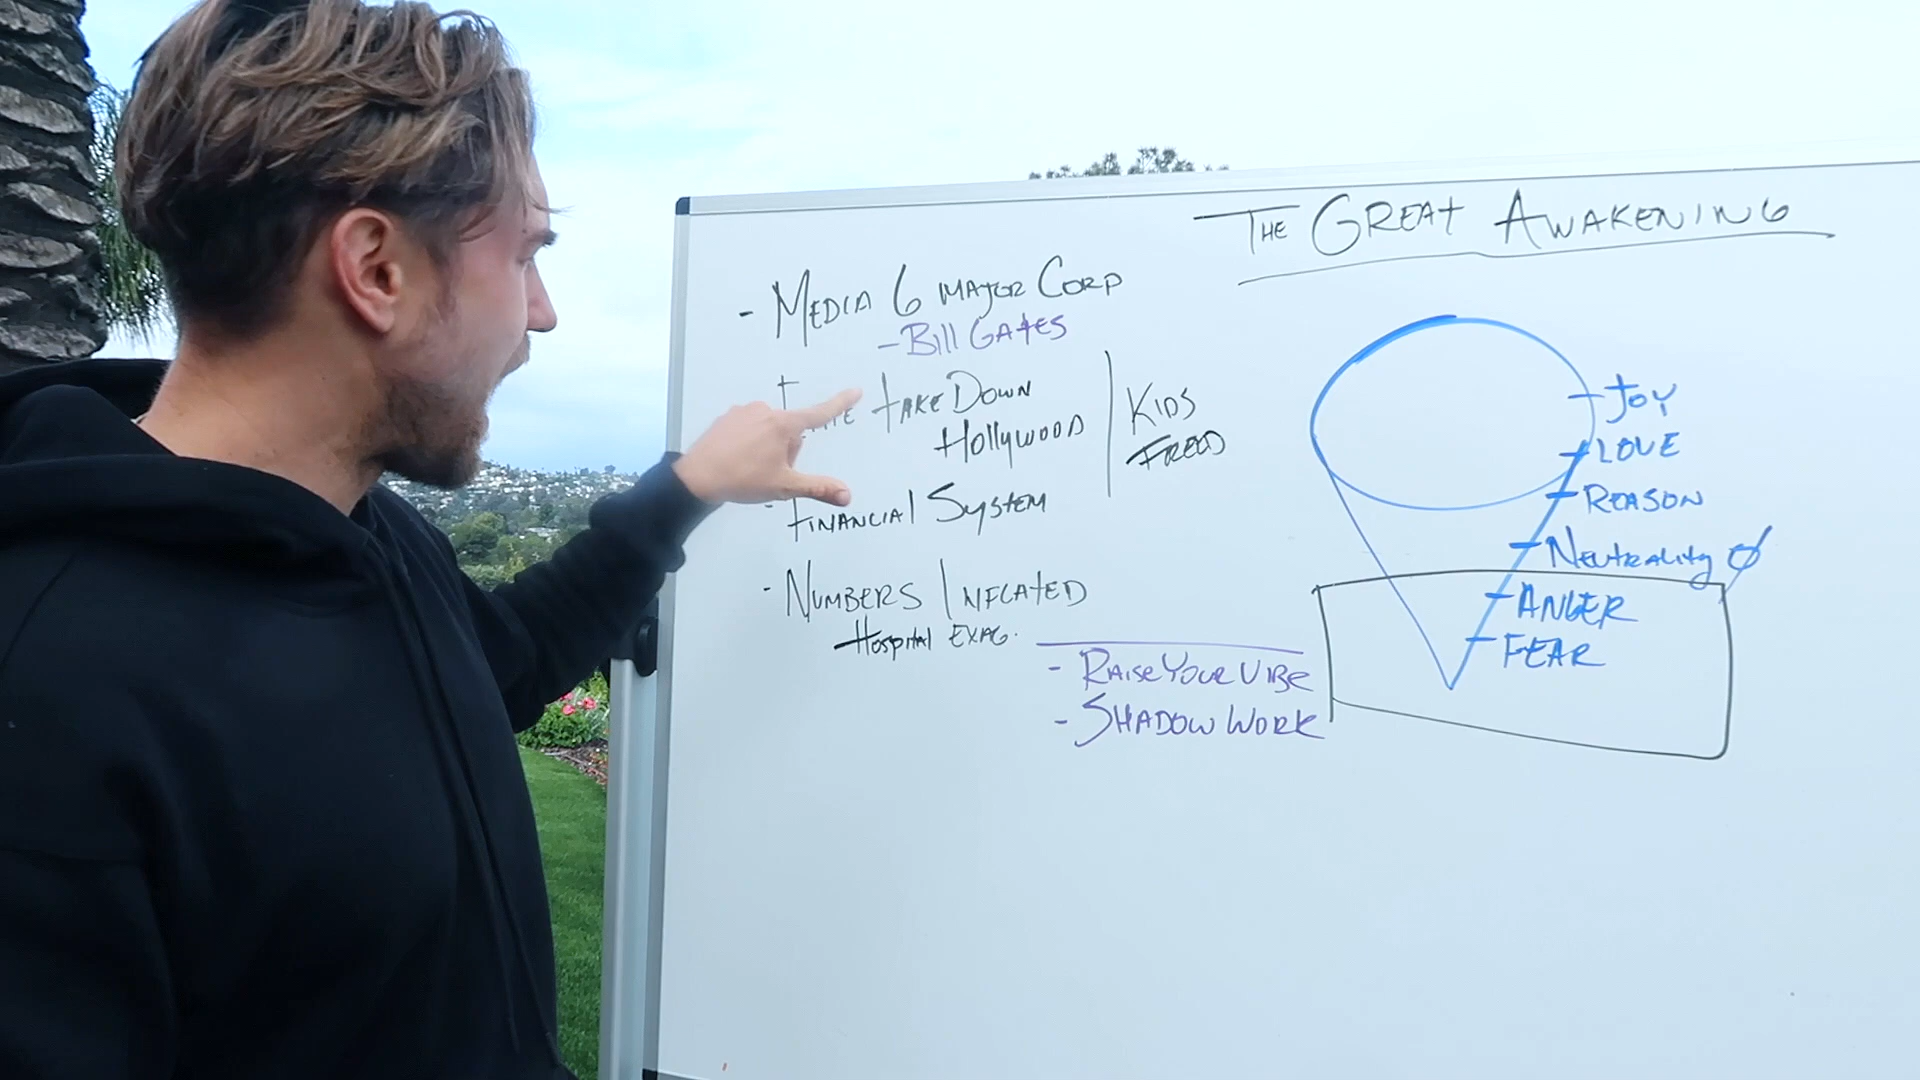 The Great Awakening
- Media 6 major Corp
- Bill Gates
Take Down
Hollywood
Kids
Freed
- Financial System
- Numbers Inflated
Hospital Exag.
- Raise Your Vibe
- Shadow Work
Joy
Love
Reason
Neutrality Ø
Anger
Fear